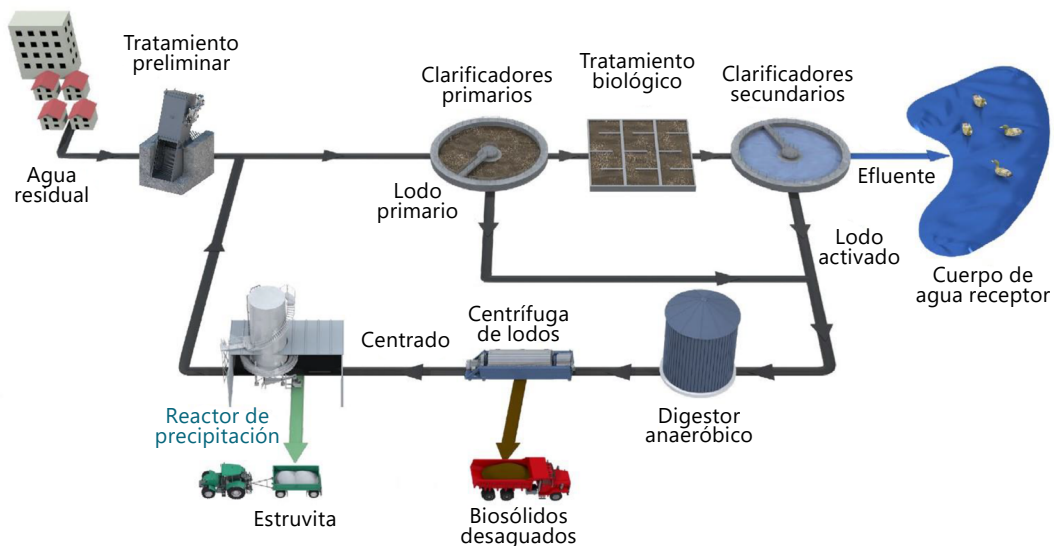 Tratamiento
preliminar
Clarificadores
primarios
Tratamiento
biológico
Clarificadores
secundarios
Agua
residual
Lodo
primario
Efluente
Lodo
activado
Cuerpo de
agua receptor
Centrado
Centrífuga
de lodos
Reactor de
precipitación
Digestor
anaeróbico
Estruvita
Biosólidos
desaguados